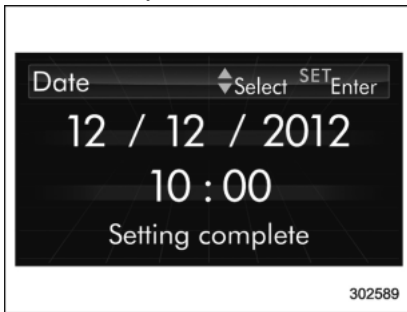 Date Select SET Enter
12 / 12 / 2012
10 : 00
Setting complete
302589